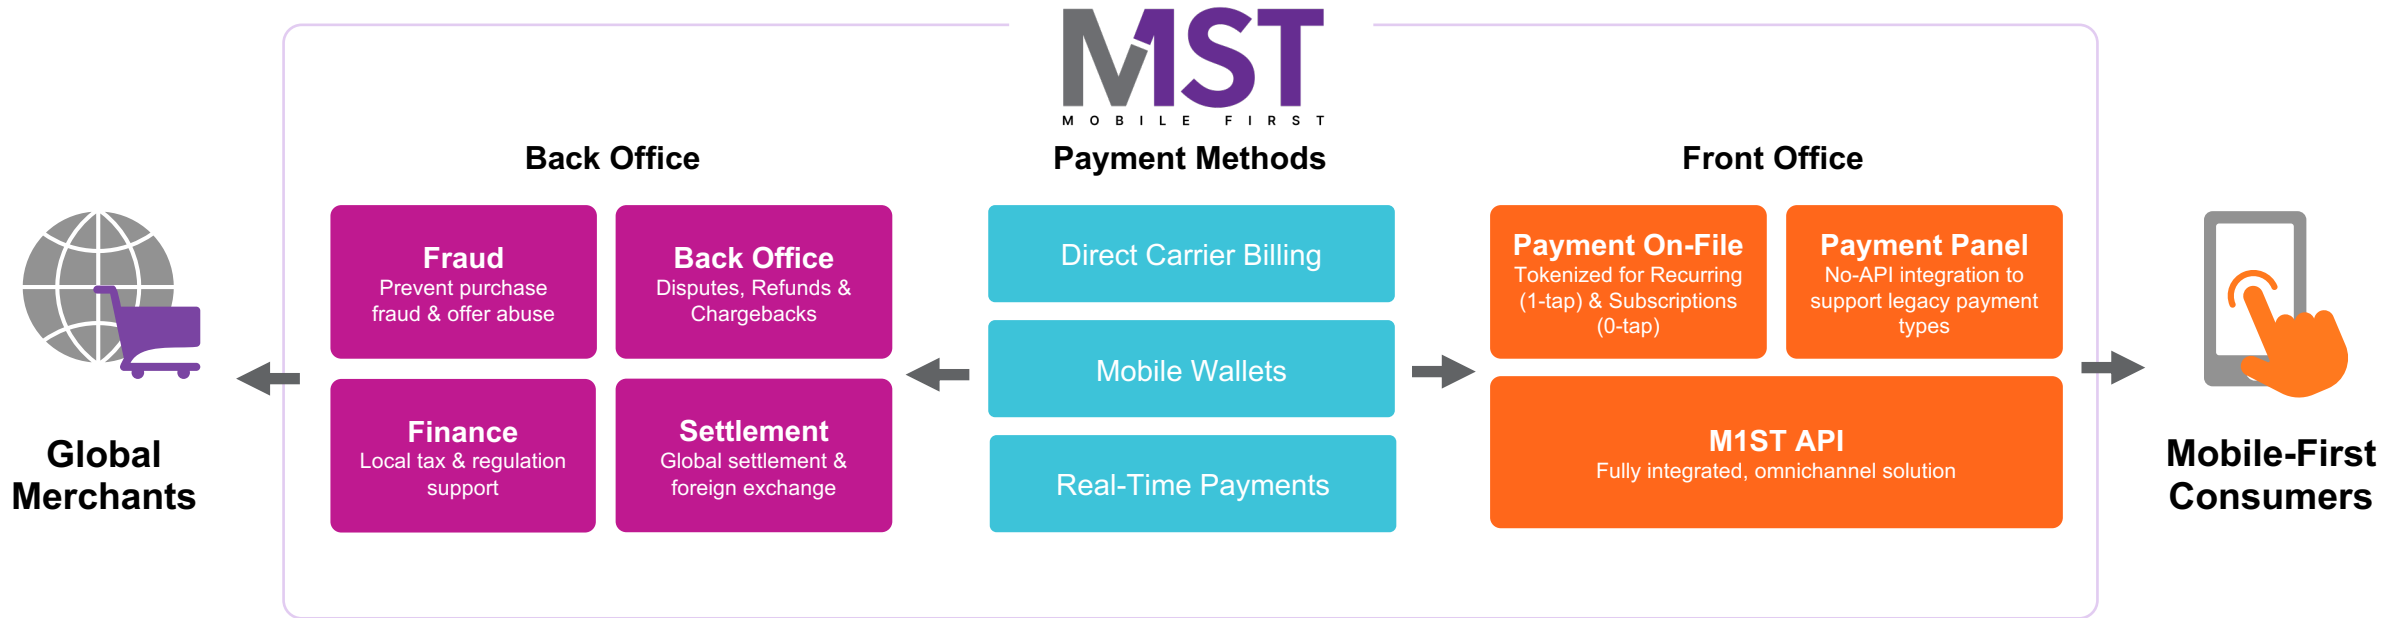 M1ST
MOBILE FIRST
Back Office
Payment Methods
Front Office
Global
Merchants
Fraud
Prevent purchase
fraud & offer abuse
Back Office
Disputes, Refunds &
Chargebacks
Finance
Local tax & regulation
support
Settlement
Global settlement &
foreign exchange
Direct Carrier Billing
Mobile Wallets
Real-Time Payments
Payment On-File
Tokenized for Recurring
(1-tap) & Subscriptions
(0-tap)
Payment Panel
No-API integration to
support legacy payment
types
M1ST API
Fully integrated, omnichannel solution
Mobile-First
Consumers